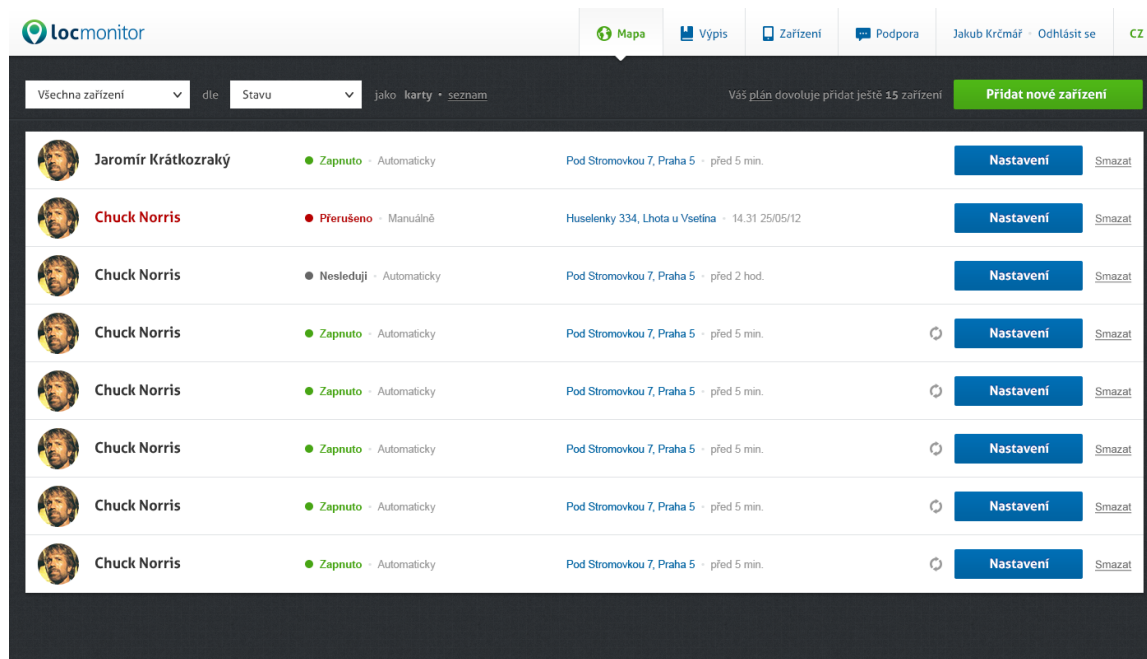 locmonitor Mapa Výpis Zařízení Podpora Jakub Krčmář • Odhlásit se CZ
Všechna zařízení dle Stavu jako karty • seznam Váš plán dovoluje přidat ještě 15 zařízení Přidat nové zařízení
Jaromír Krátkozraký Zapnuto • Automaticky Pod Stromovkou 7, Praha 5 • před 5 min. Nastavení Smazat
Chuck Norris Přerušeno • Manuálně Huselenky 334, Lhota u Vsetína • 14.31 25/05/12 Nastavení Smazat
Chuck Norris Nesleduji • Automaticky Pod Stromovkou 7, Praha 5 • před 2 hod. Nastavení Smazat
Chuck Norris Zapnuto • Automaticky Pod Stromovkou 7, Praha 5 • před 5 min. Nastavení Smazat
Chuck Norris Zapnuto • Automaticky Pod Stromovkou 7, Praha 5 • před 5 min. Nastavení Smazat
Chuck Norris Zapnuto • Automaticky Pod Stromovkou 7, Praha 5 • před 5 min. Nastavení Smazat
Chuck Norris Zapnuto • Automaticky Pod Stromovkou 7, Praha 5 • před 5 min. Nastavení Smazat
Chuck Norris Zapnuto • Automaticky Pod Stromovkou 7, Praha 5 • před 5 min. Nastavení Smazat